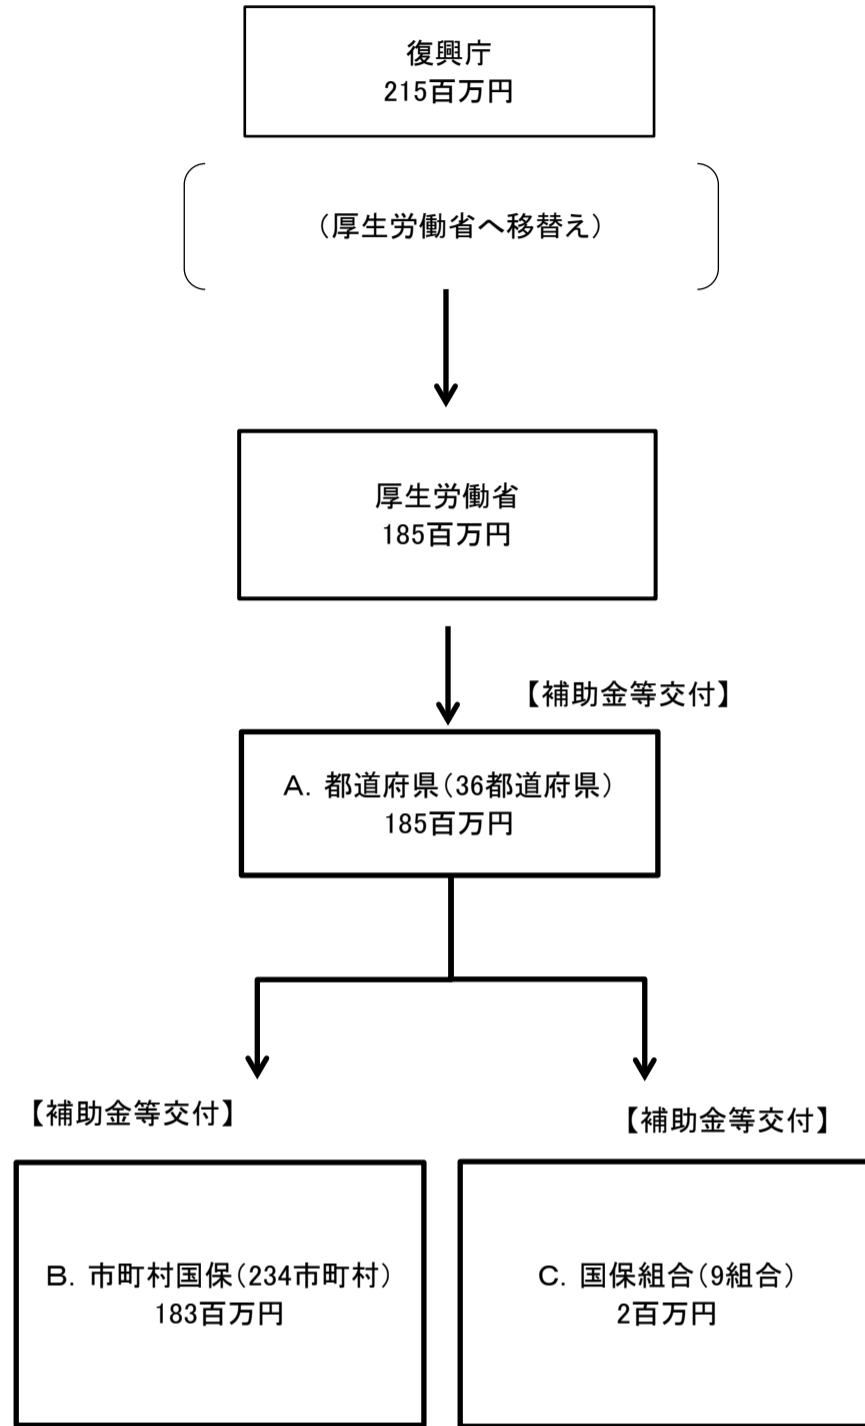 復興庁
215百万円
(厚生労働省へ移替え)
厚生労働省
185百万円
【補助金等交付】
A. 都道府県(36都道府県)
185百万円
【補助金等交付】
【補助金等交付】
B. 市町村国保(234市町村)
183百万円
C. 国保組合(9組合)
2百万円